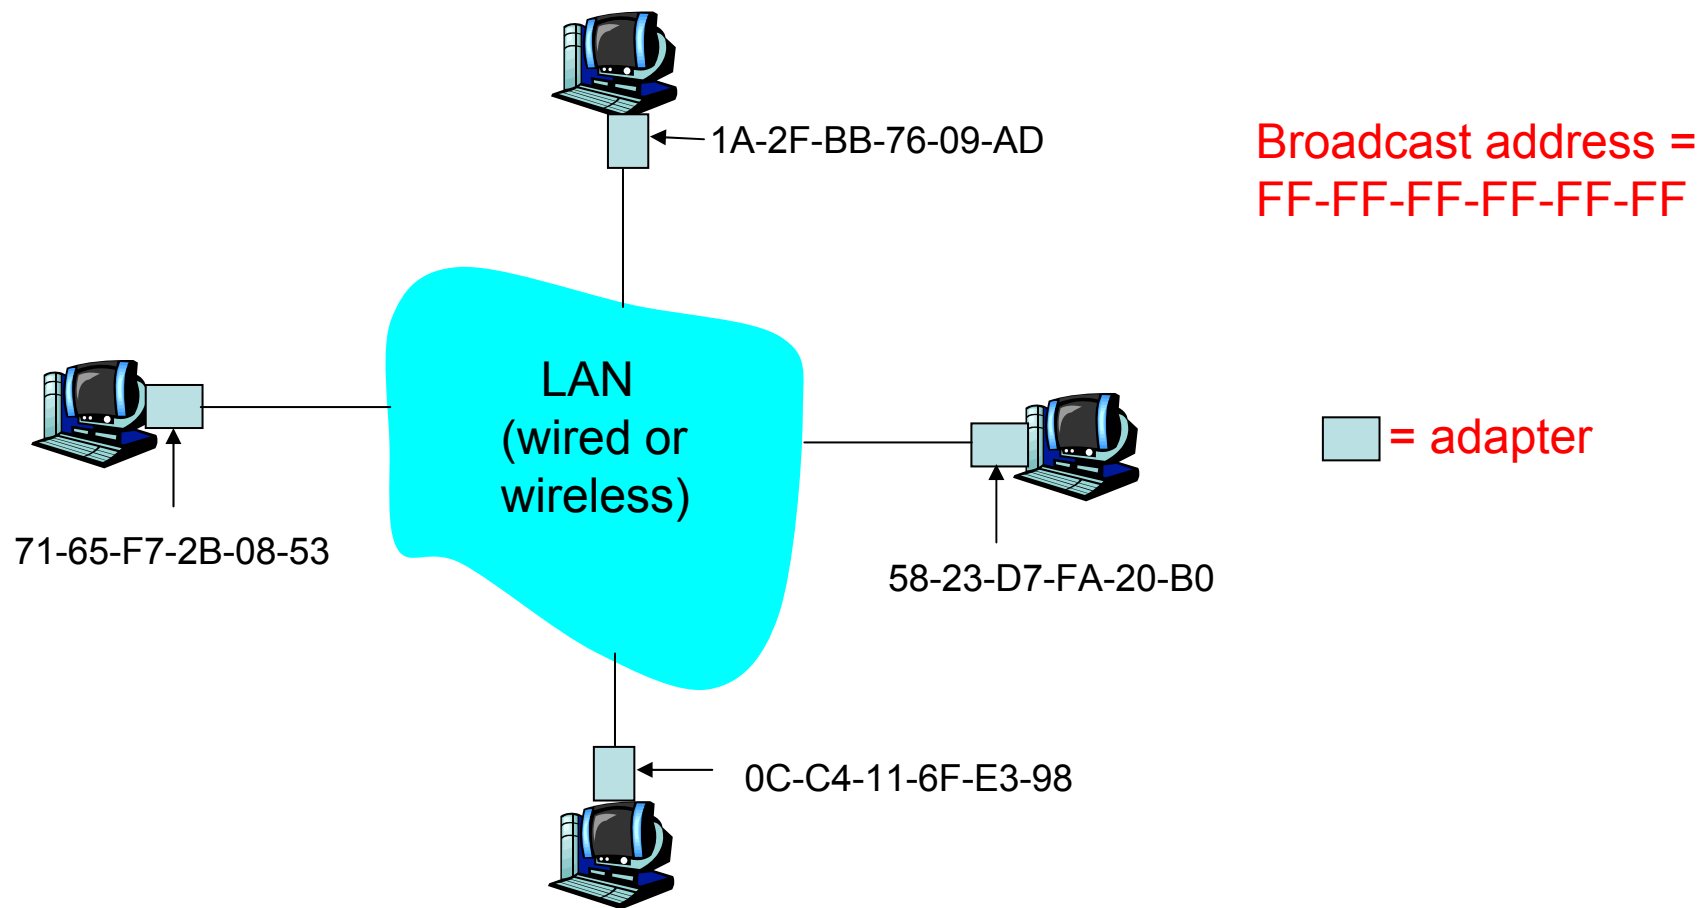 1A-2F-BB-76-09-AD
Broadcast address =
FF-FF-FF-FF-FF-FF
LAN
(wired or
wireless)
= adapter
71-65-F7-2B-08-53
58-23-D7-FA-20-B0
0C-C4-11-6F-E3-98